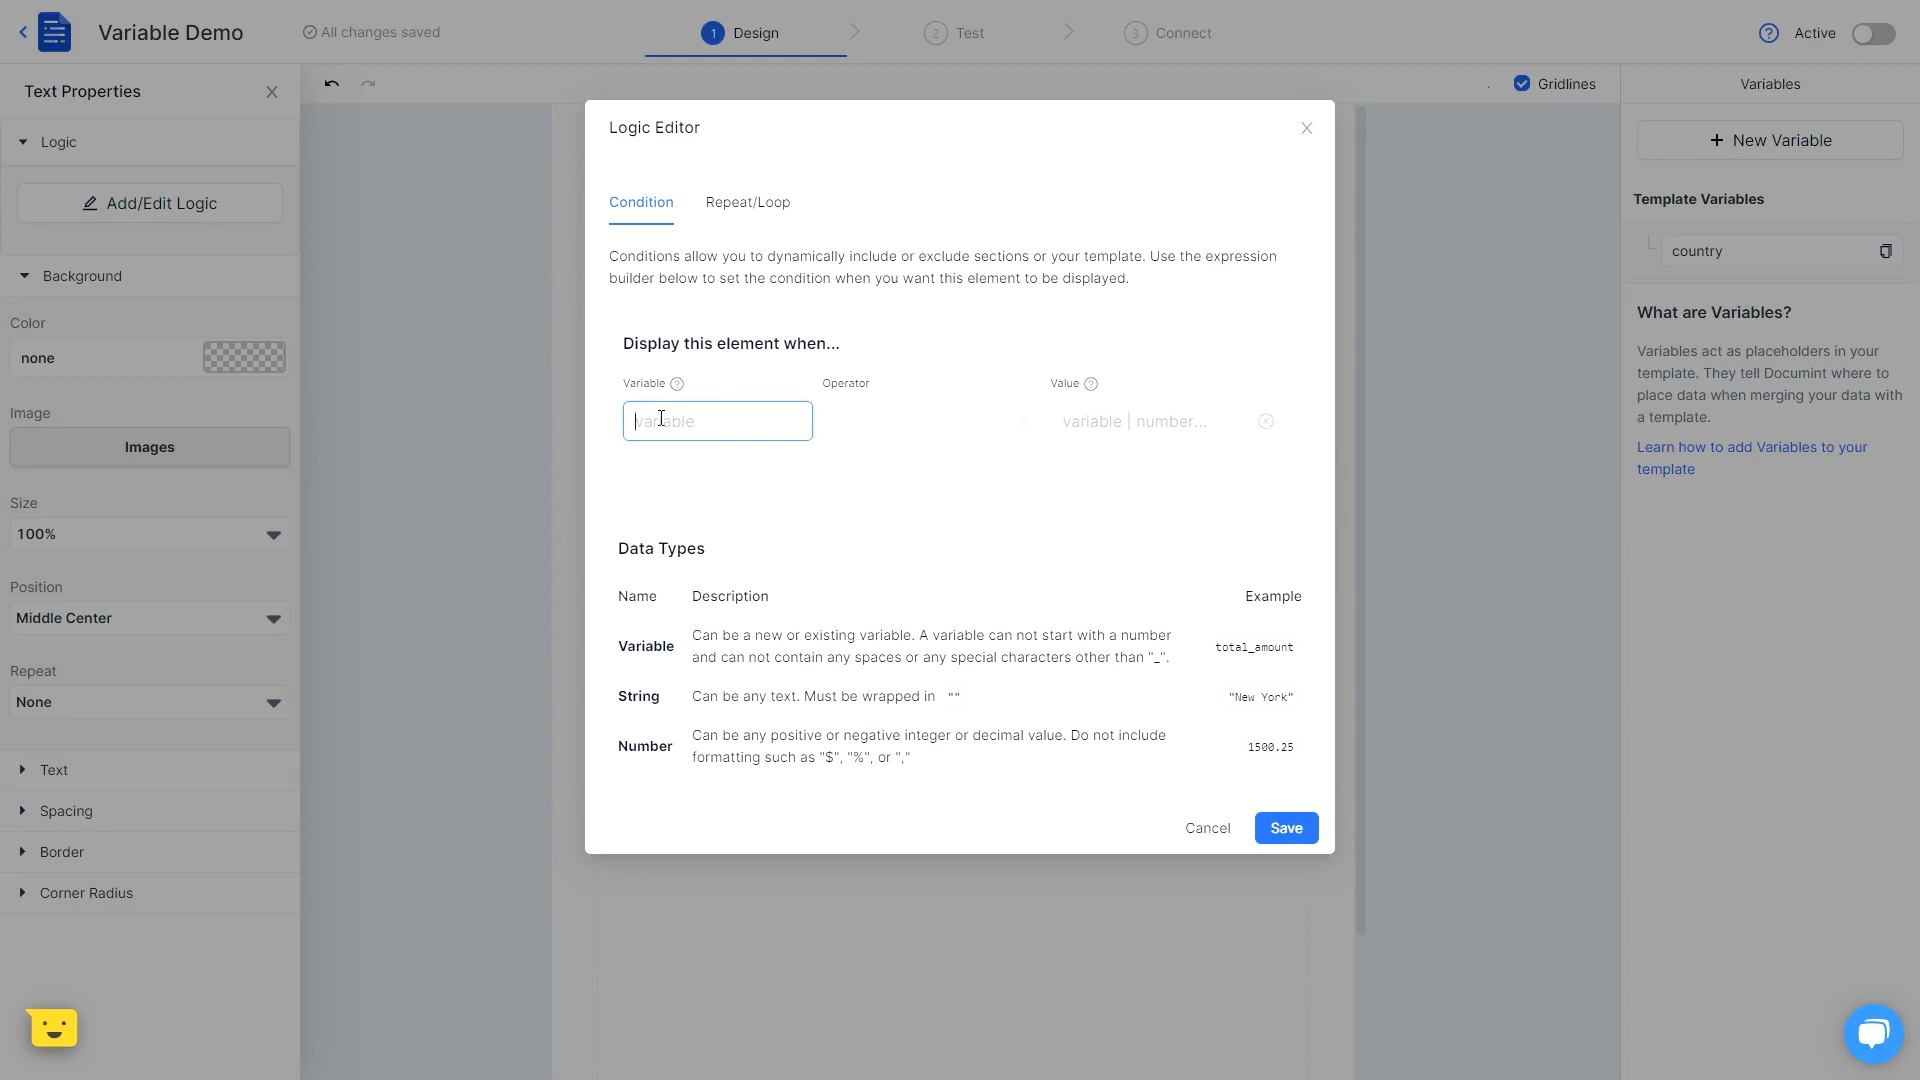 Variable Demo
All changes saved
1 Design
2 Test
3 Connect
? Active
Text Properties
Logic
Add/Edit Logic
Background
Color
none
Image
Images
Size
100%
Position
Middle Center
Repeat
None
Text
Spacing
Border
Corner Radius
Gridlines
Logic Editor
Condition
Repeat/Loop
Conditions allow you to dynamically include or exclude sections or your template. Use the expression
builder below to set the condition when you want this element to be displayed.
Display this element when...
Variable ?
Operator
Value ?
variable
variable | number...
Data Types
Name Description Example
Variable
Can be a new or existing variable. A variable can not start with a number
and can not contain any spaces or any special characters other than "_".
total_amount
String Can be any text. Must be wrapped in "" "New York"
Number
Can be any positive or negative integer or decimal value. Do not include
formatting such as "$", "%", or ","
1500.25
Cancel
Save
Variables
+ New Variable
Template Variables
country
What are Variables?
Variables act as placeholders in your
template. They tell Documint where to
place data when merging your data with
a template.
Learn how to add Variables to your
template